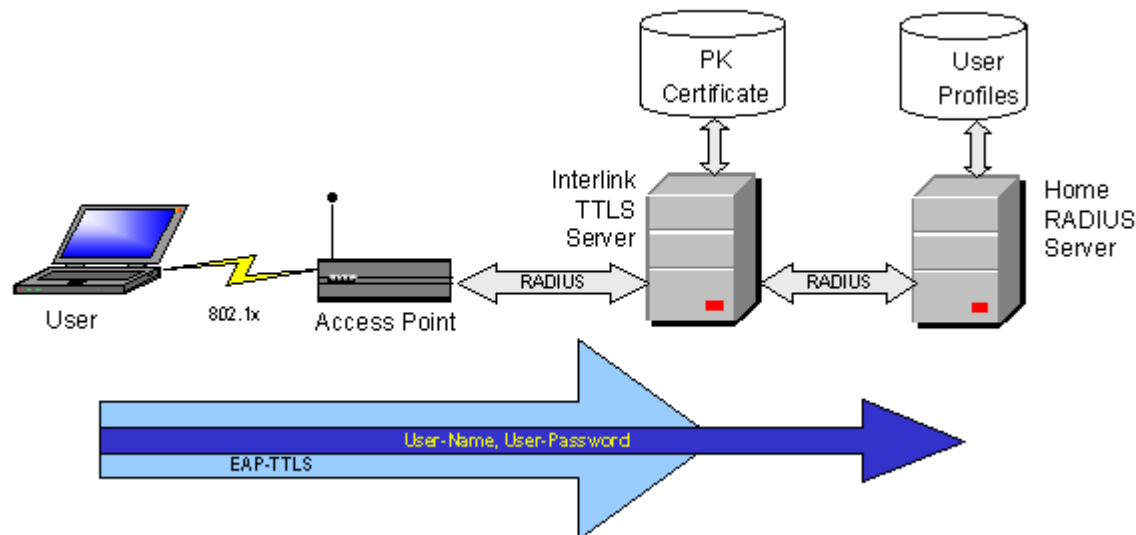 PK
Certificate
User
Profiles
Interlink
TTLS
Server
Home
RADIUS
Server
RADIUS
RADIUS
802.1x
User
Access Point
User-Name, User-Password
EAP-TTLS